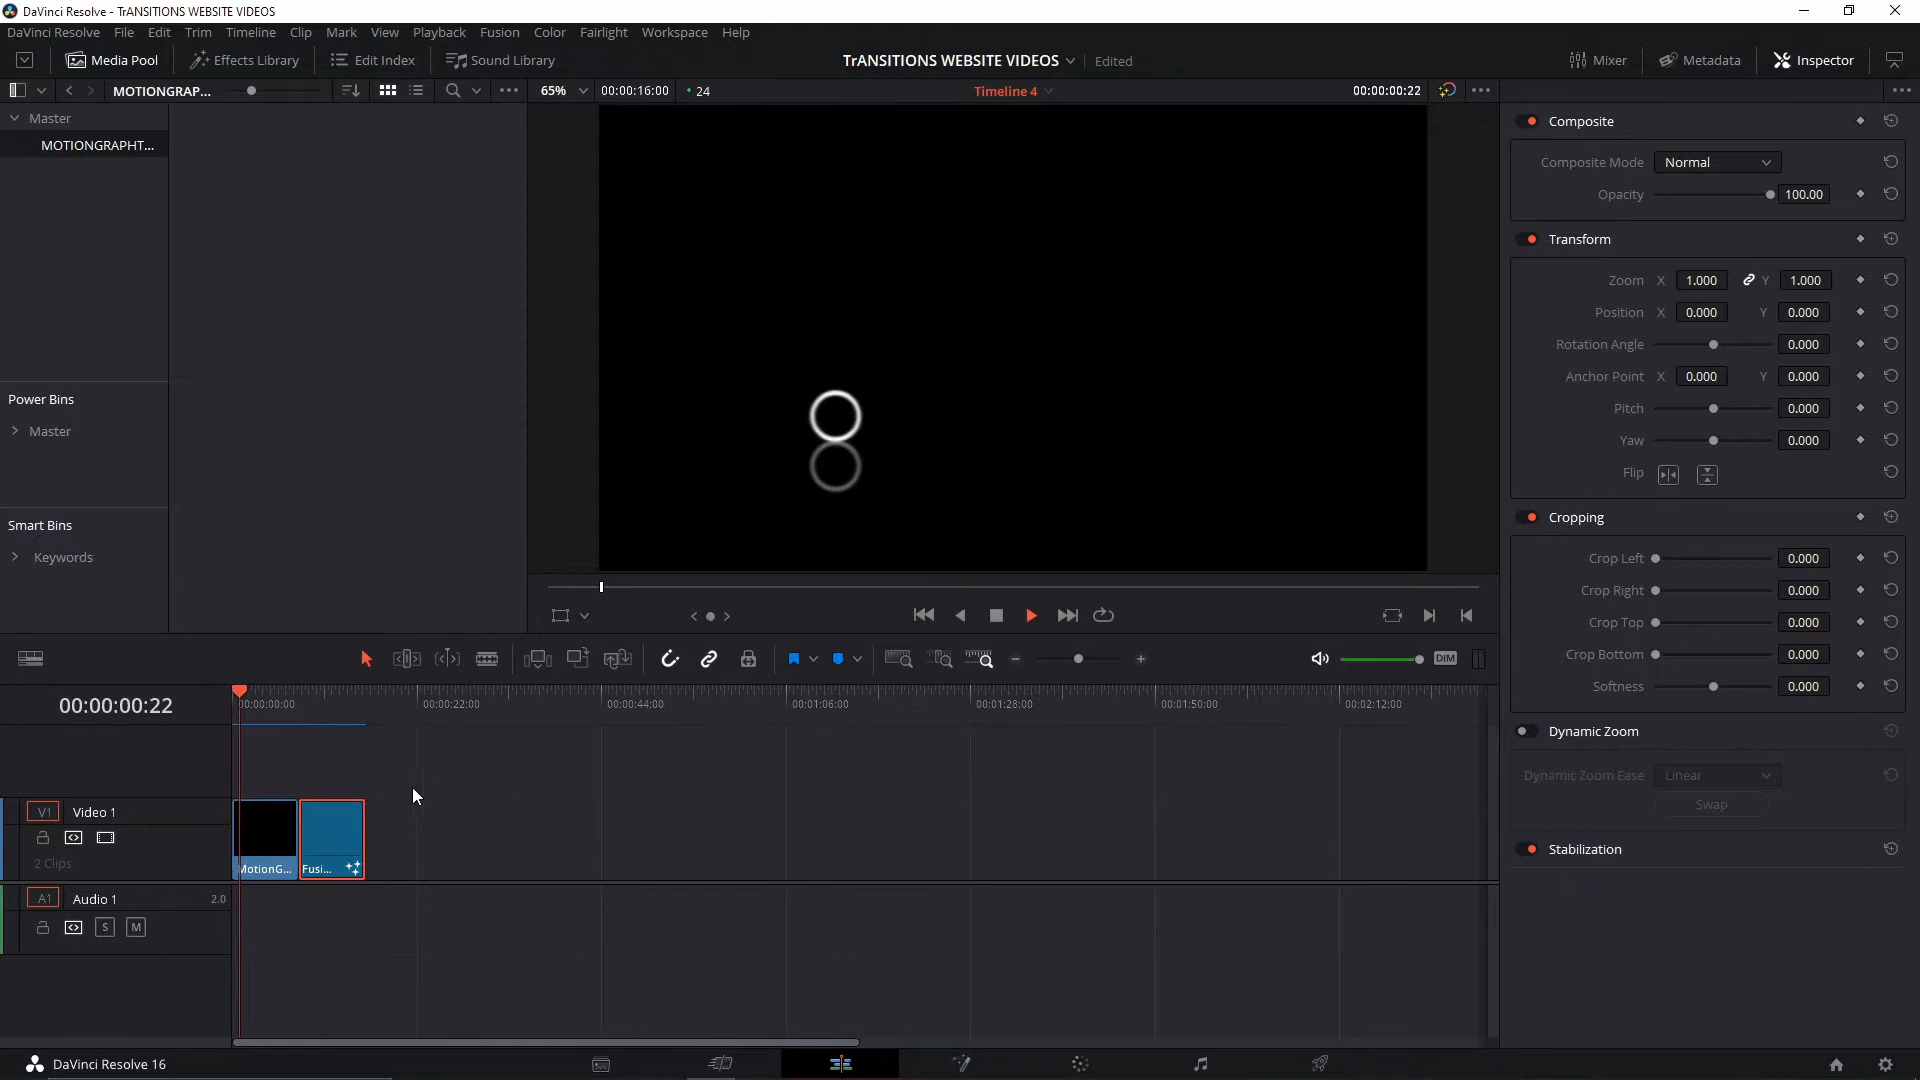 DaVinci Resolve - TrANSITIONS WEBSITE VIDEOS
DaVinci Resolve File Edit Trim Timeline Clip Mark View Playback Fusion Color Fairlight Workspace Help
Media Pool Effects Library Edit Index Sound Library TrANSITIONS WEBSITE VIDEOS Edited Mixer Metadata Inspector
MOTIONGRAP... 65% 00:00:16:00 24 Timeline 4 00:00:00:22
Master
MOTIONGRAPHT...
Power Bins
Master
Smart Bins
Keywords
Composite
Composite Mode Normal
Opacity 100.00
Transform
Zoom X 1.000 Y 1.000
Position X 0.000 Y 0.000
Rotation Angle 0.000
Anchor Point X 0.000 Y 0.000
Pitch 0.000
Yaw 0.000
Flip
Cropping
Crop Left 0.000
Crop Right 0.000
Crop Top 0.000
Crop Bottom 0.000
Softness 0.000
Dynamic Zoom
Dynamic Zoom Ease Linear
Swap
Stabilization
DIM
00:00:00:22
00:00:00:00 00:00:22:00 00:00:44:00 00:01:06:00 00:01:28:00 00:01:50:00 00:02:12:00
V1 Video 1
2 Clips
MotionG... Fusi...
A1 Audio 1 2.0
S M
DaVinci Resolve 16